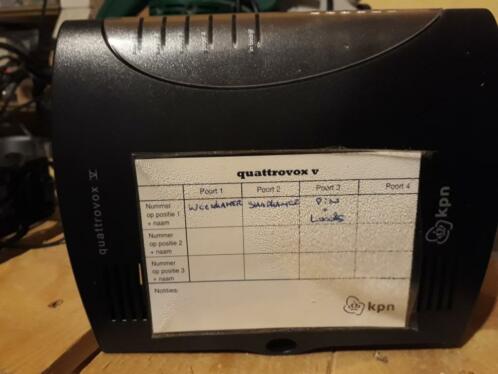 quattrovox v
Poort 1 Poort 2 Poort 3 Poort 4
Nummer
op positie 1
+ naam
Pin
+
Nummer
op positie 2
+ naam
Nummer
op positie 3
+ naam
Notities:
kpn
quattrovox V
kpn